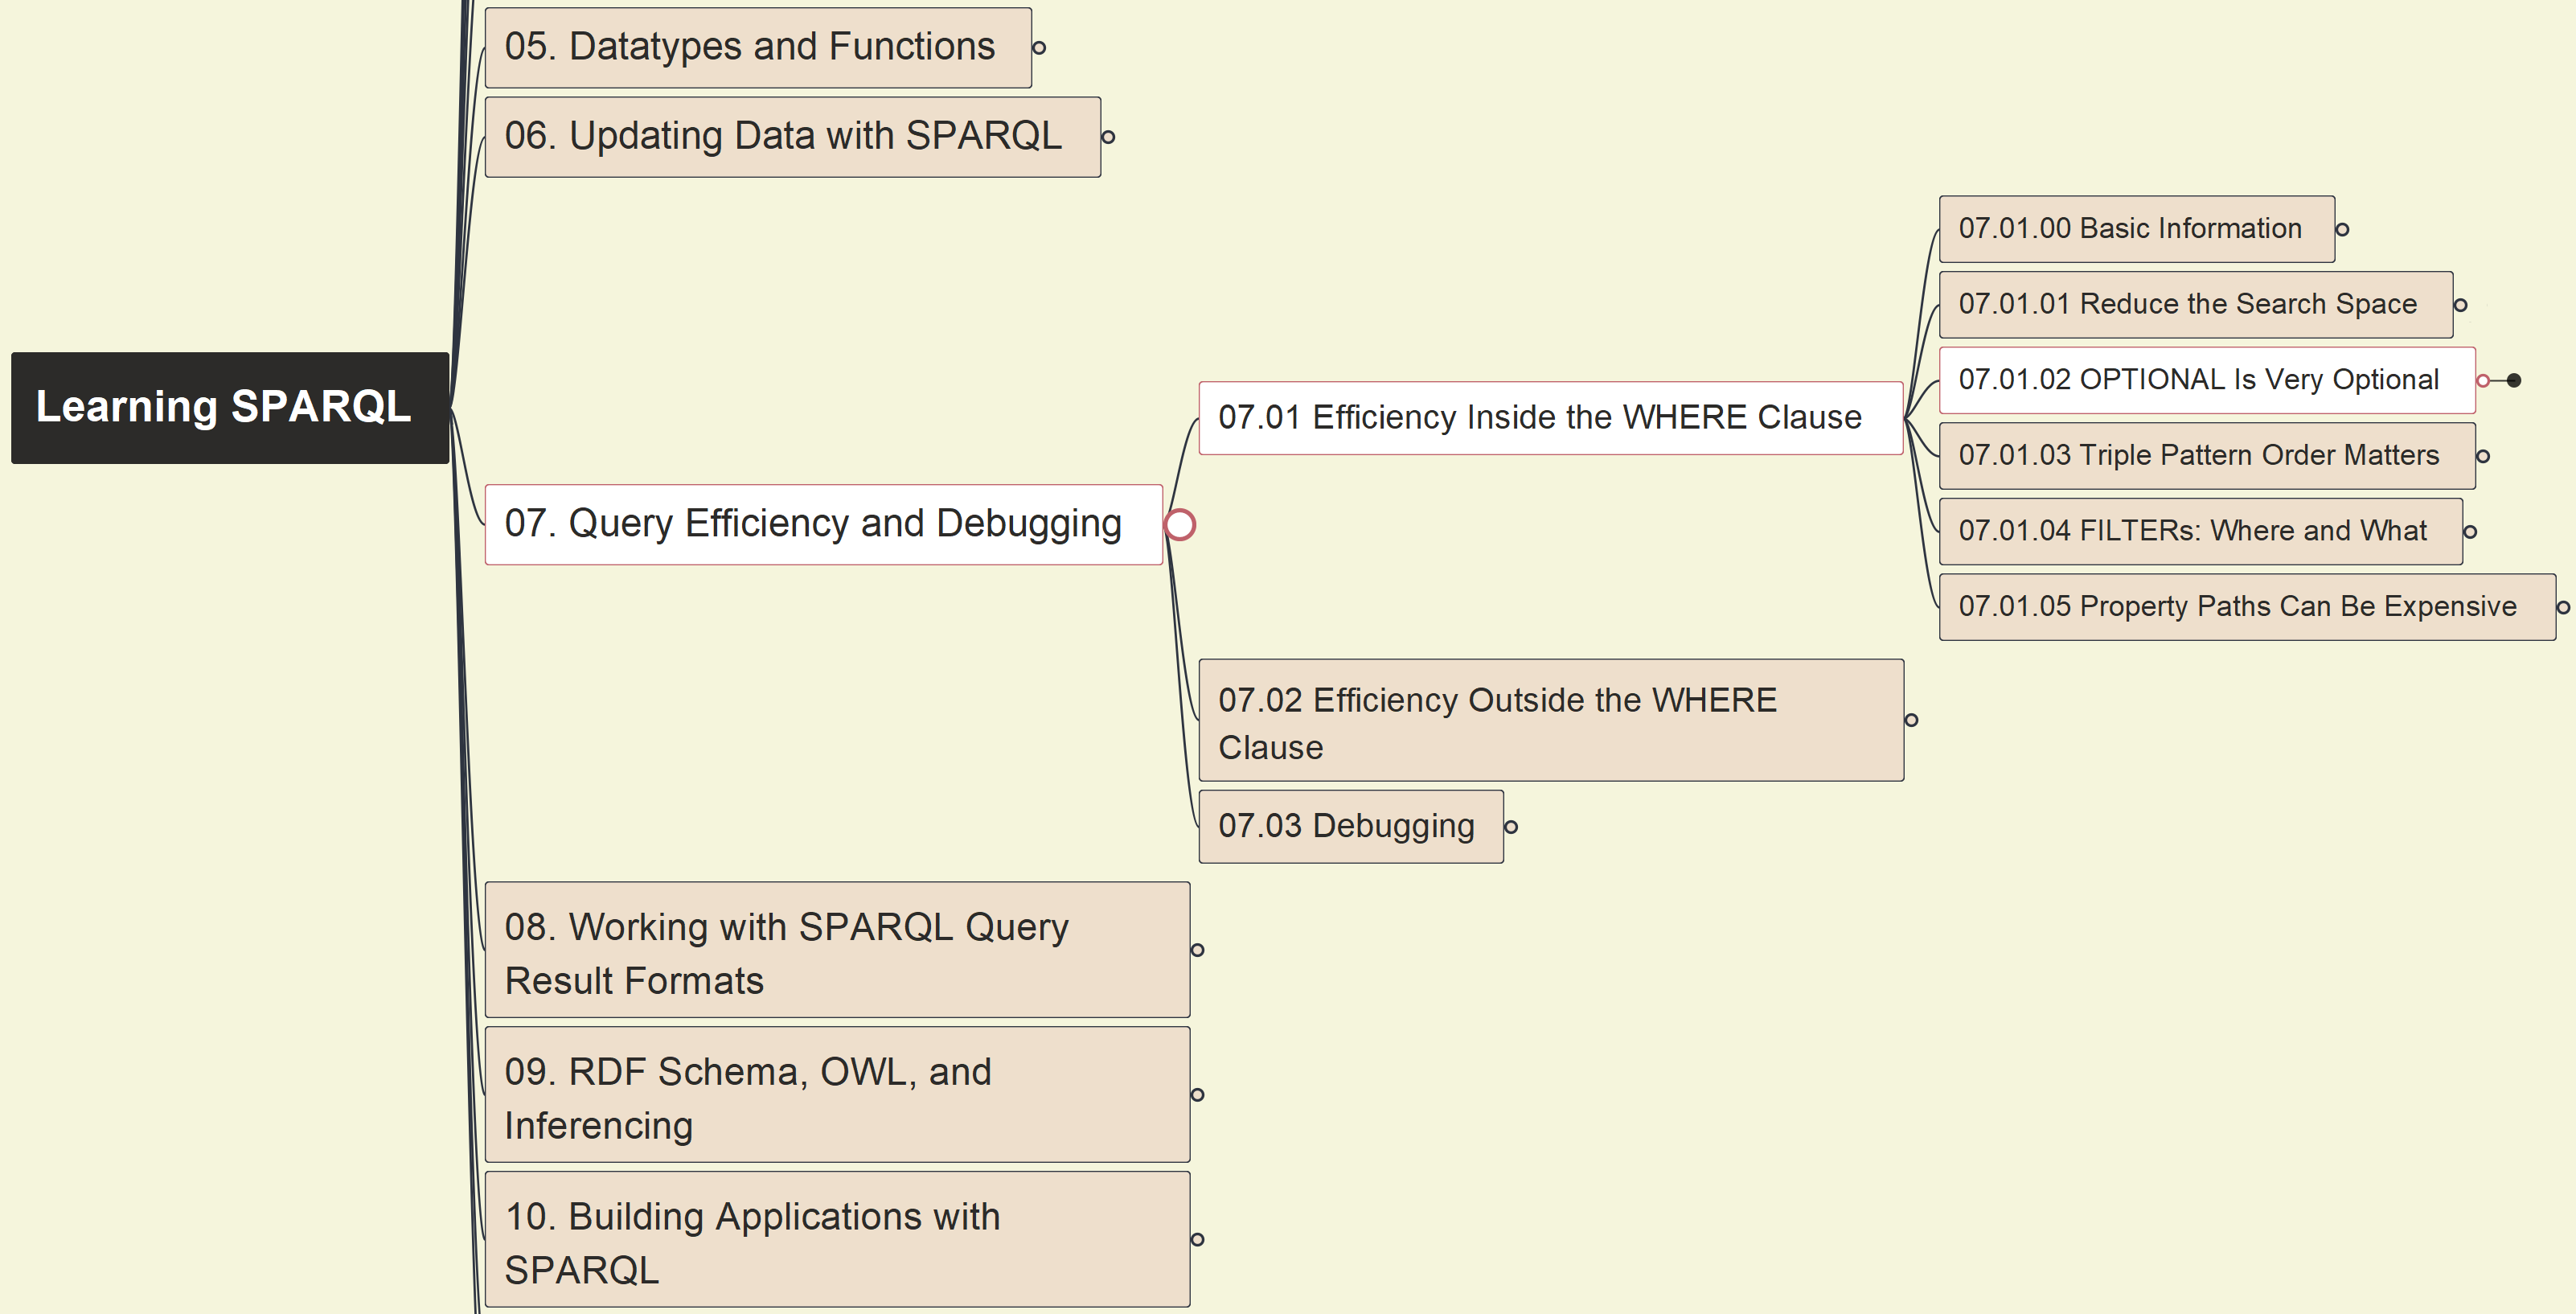 05. Datatypes and Functions
06. Updating Data with SPARQL
Learning SPARQL
07. Query Efficiency and Debugging
07.01 Efficiency Inside the WHERE Clause
07.01.00 Basic Information
07.01.01 Reduce the Search Space
07.01.02 OPTIONAL Is Very Optional
07.01.03 Triple Pattern Order Matters
07.01.04 FILTERs: Where and What
07.01.05 Property Paths Can Be Expensive
07.02 Efficiency Outside the WHERE
Clause
07.03 Debugging
08. Working with SPARQL Query
Result Formats
09. RDF Schema, OWL, and
Inferencing
10. Building Applications with
SPARQL